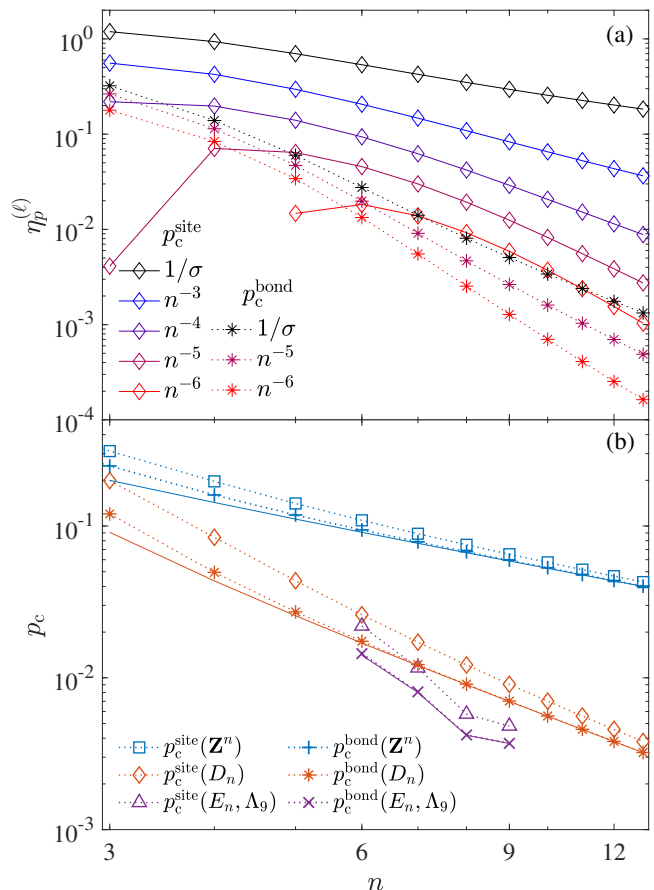 (a)
10^0
10^{-1}
10^{-2}
10^{-3}
10^{-4}
η_p^{(ℓ)}
p_c^{site}
1/σ
n^{-3}
n^{-4}
n^{-5}
n^{-6}
p_c^{bond}
1/σ
n^{-5}
n^{-6}
(b)
10^{-1}
10^{-2}
10^{-3}
p_c
p_c^{site}(Z^n) p_c^{bond}(Z^n)
p_c^{site}(D_n) p_c^{bond}(D_n)
p_c^{site}(E_n, Λ_9) p_c^{bond}(E_n, Λ_9)
3 6 9 12
n